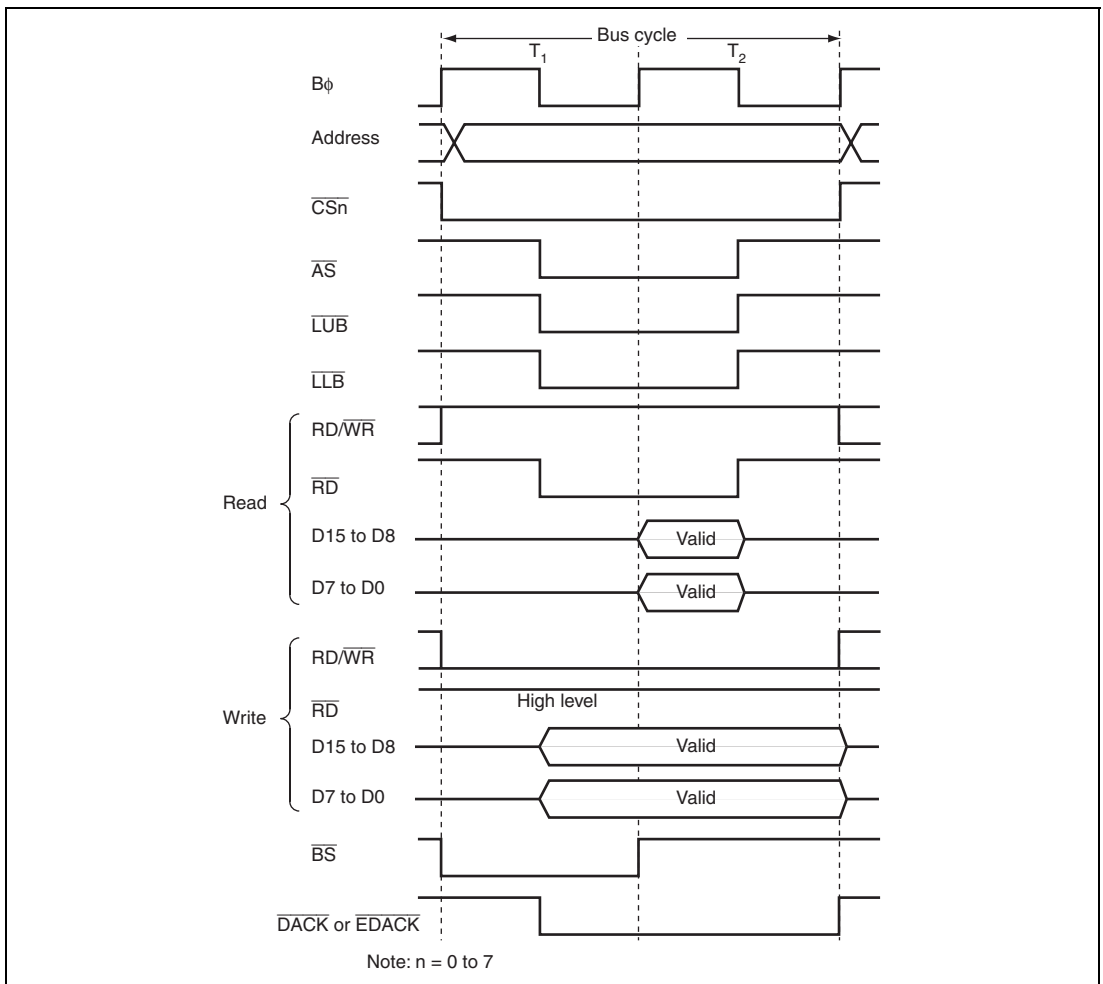 Bus cycle
T1 T2
Bφ
Address
CSn
AS
LUB
LLB
RD/WR
RD
Read
D15 to D8 Valid
D7 to D0 Valid
RD/WR
High level
RD
Write
D15 to D8 Valid
D7 to D0 Valid
BS
DACK or EDACK
Note: n = 0 to 7